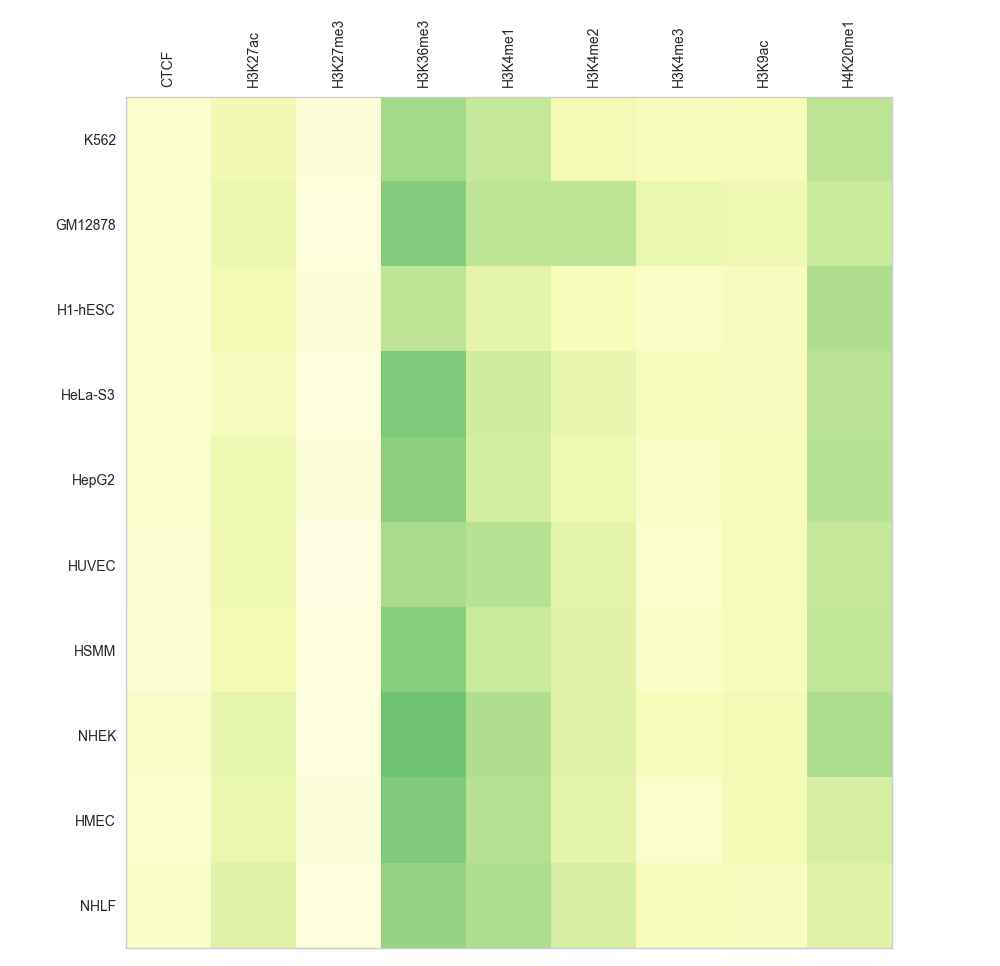 CTCF
H3K27ac
H3K27me3
H3K36me3
H3K4me1
H3K4me2
H3K4me3
H3K9ac
H4K20me1
K562
GM12878
H1-hESC
HeLa-S3
HepG2
HUVEC
HSMM
NHEK
HMEC
NHLF